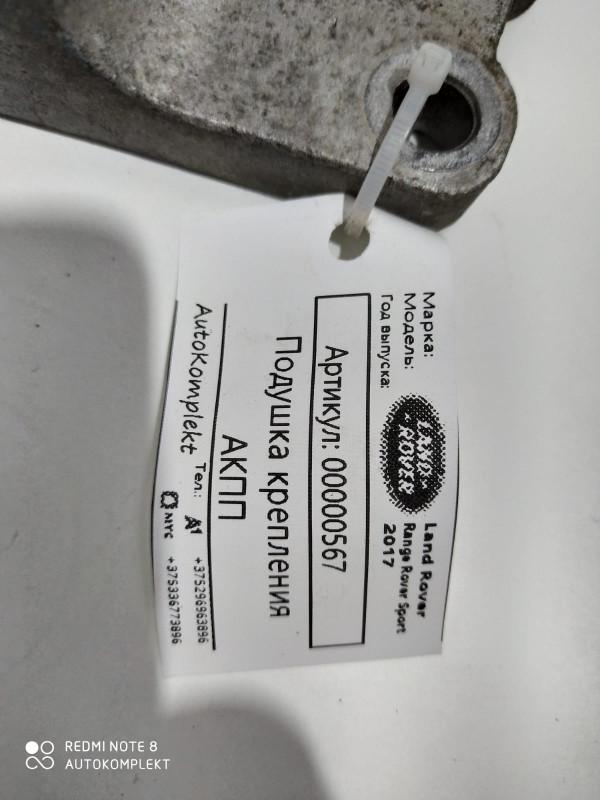 Марка: Land Rover
Модель: Range Rover Sport
Год выпуска: 2017
LAND
ROVER
Артикул: 00000567
Подушка крепления
АКПП
AutoKomplekt Тел.: A1 +375296963896
МТС +375336773896
REDMI NOTE 8
AUTOKOMPLEKT